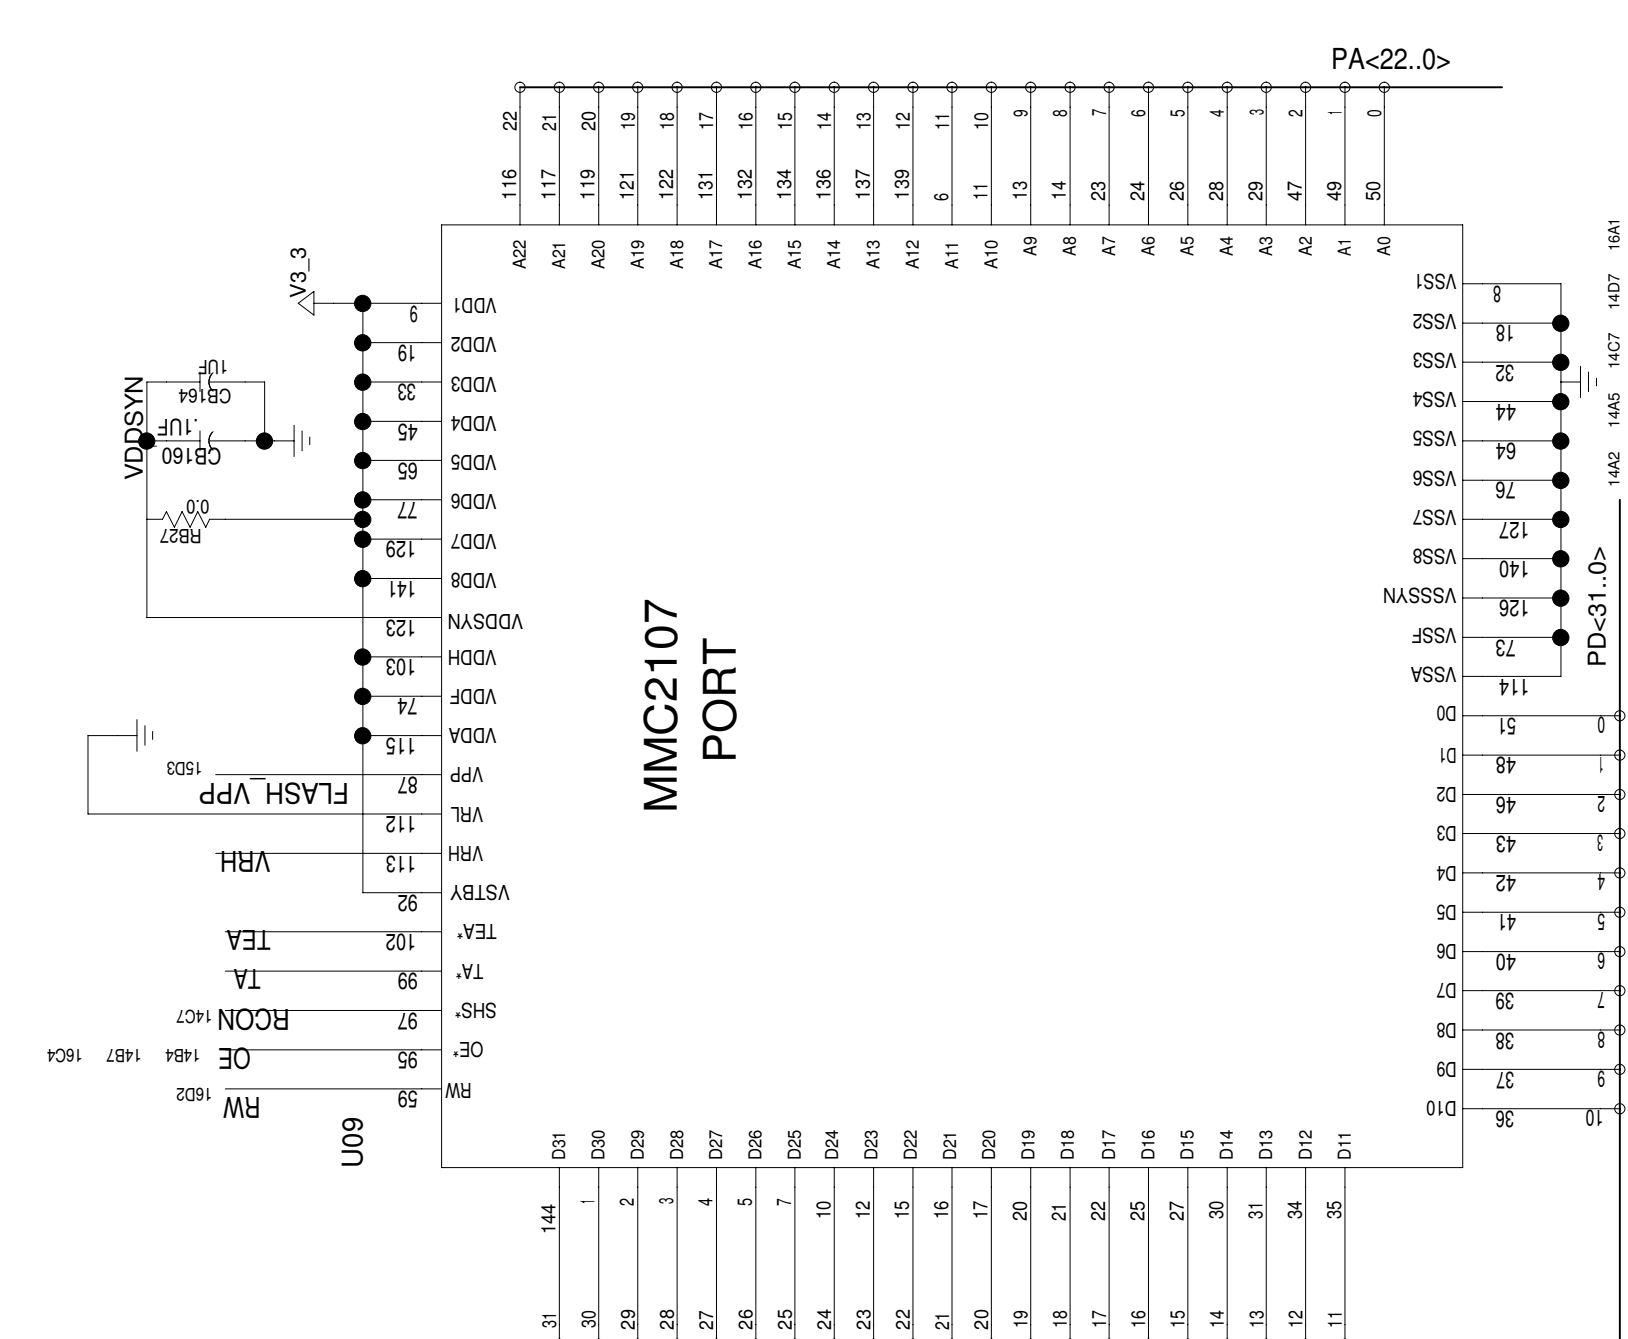 PA<22..0>
22 21 20 19 18 17 16 15 14 13 12 11 10 9 8 7 6 5 4 3 2 1 0
116 117 119 121 122 131 132 134 136 137 139 6 11 13 14 23 24 26 28 29 47 49 50
A22 A21 A20 A19 A18 A17 A16 A15 A14 A13 A12 A11 A10 A9 A8 A7 A6 A5 A4 A3 A2 A1 A0
V3_3
VDDSYN
1UF
CB164
.1UF
CB160
0.0
RB27
9 VDD1
19 VDD2
33 VDD3
45 VDD4
65 VDD5
77 VDD6
129 VDD7
141 VDD8
123 VDDSYN
103 VDDH
74 VDDF
115 VDDA
15D3 FLASH_VPP 87 VPP
112 VRL
VRH 113 VRH
92 VSTBY
TEA 102 TEA*
TA 99 TA*
14C7 RCON 97 SHS*
16C4 14B7 14B4 OE 95 OE*
16D2 RW 59 RW
U09
MMC2107
PORT
VSS1 8
VSS2 18
VSS3 32
VSS4 44
VSS5 64
VSS6 76
VSS7 127
VSS8 140
VSSSYN 126
VSSF 73
VSSA 114
16A1
14D7
14C7
14A5
14A2
PD<31..0>
D0 51 0
D1 48 1
D2 46 2
D3 43 3
D4 42 4
D5 41 5
D6 40 6
D7 39 7
D8 38 8
D9 37 9
D10 36 10
D31 D30 D29 D28 D27 D26 D25 D24 D23 D22 D21 D20 D19 D18 D17 D16 D15 D14 D13 D12 D11
144 1 2 3 4 5 7 10 12 15 16 17 20 21 22 25 27 30 31 34 35
31 30 29 28 27 26 25 24 23 22 21 20 19 18 17 16 15 14 13 12 11